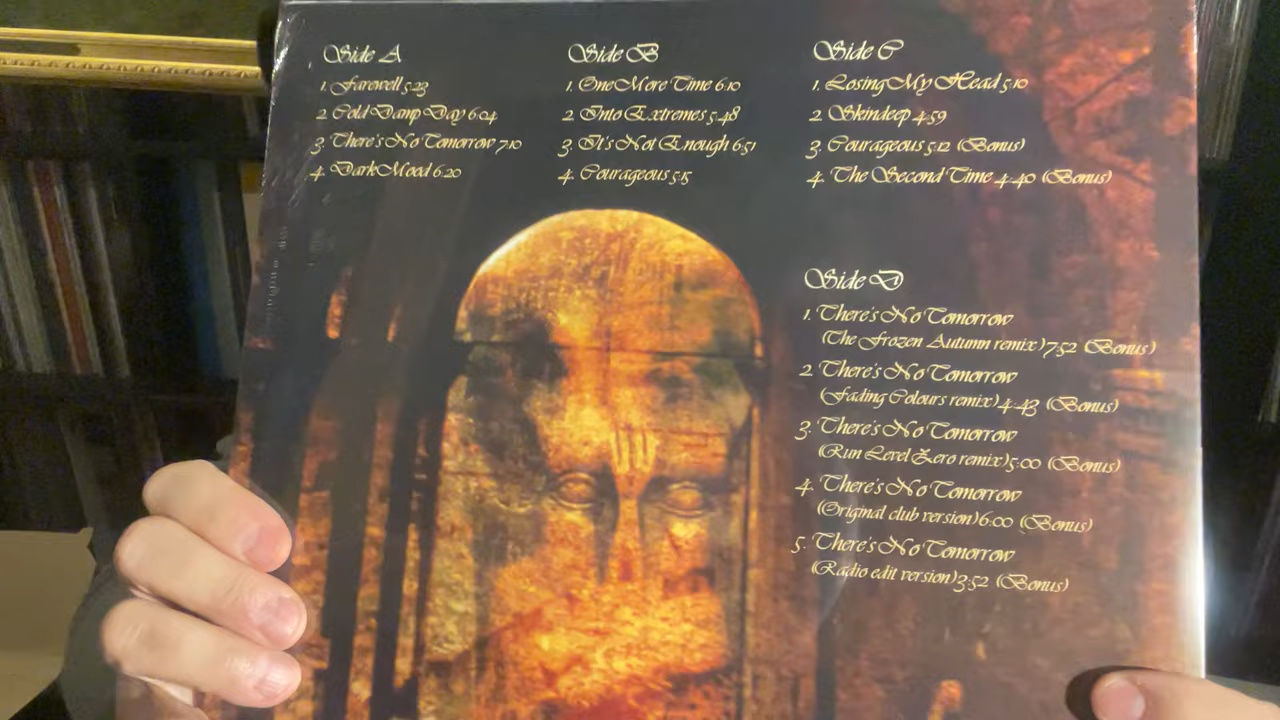 Side A
1. Farewell 5:23
2. Cold Damp Day 6:04
3. There's No Tomorrow 7:10
4. Dark Mood 6:20
Side B
1. One More Time 6:10
2. Into Extremes 5:48
3. It's Not Enough 6:51
4. Courageous 5:15
Side C
1. Losing My Head 5:10
2. Skindeep 4:59
3. Courageous 5:12 (Bonus)
4. The Second Time 4:40 (Bonus)
Side D
1. There's No Tomorrow
(The Frozen Autumn remix) 7:52 (Bonus)
2. There's No Tomorrow
(Fading Colours remix) 4:43 (Bonus)
3. There's No Tomorrow
(Run Level Zero remix) 5:00 (Bonus)
4. There's No Tomorrow
(Original club version) 6:00 (Bonus)
5. There's No Tomorrow
(Radio edit version) 3:52 (Bonus)